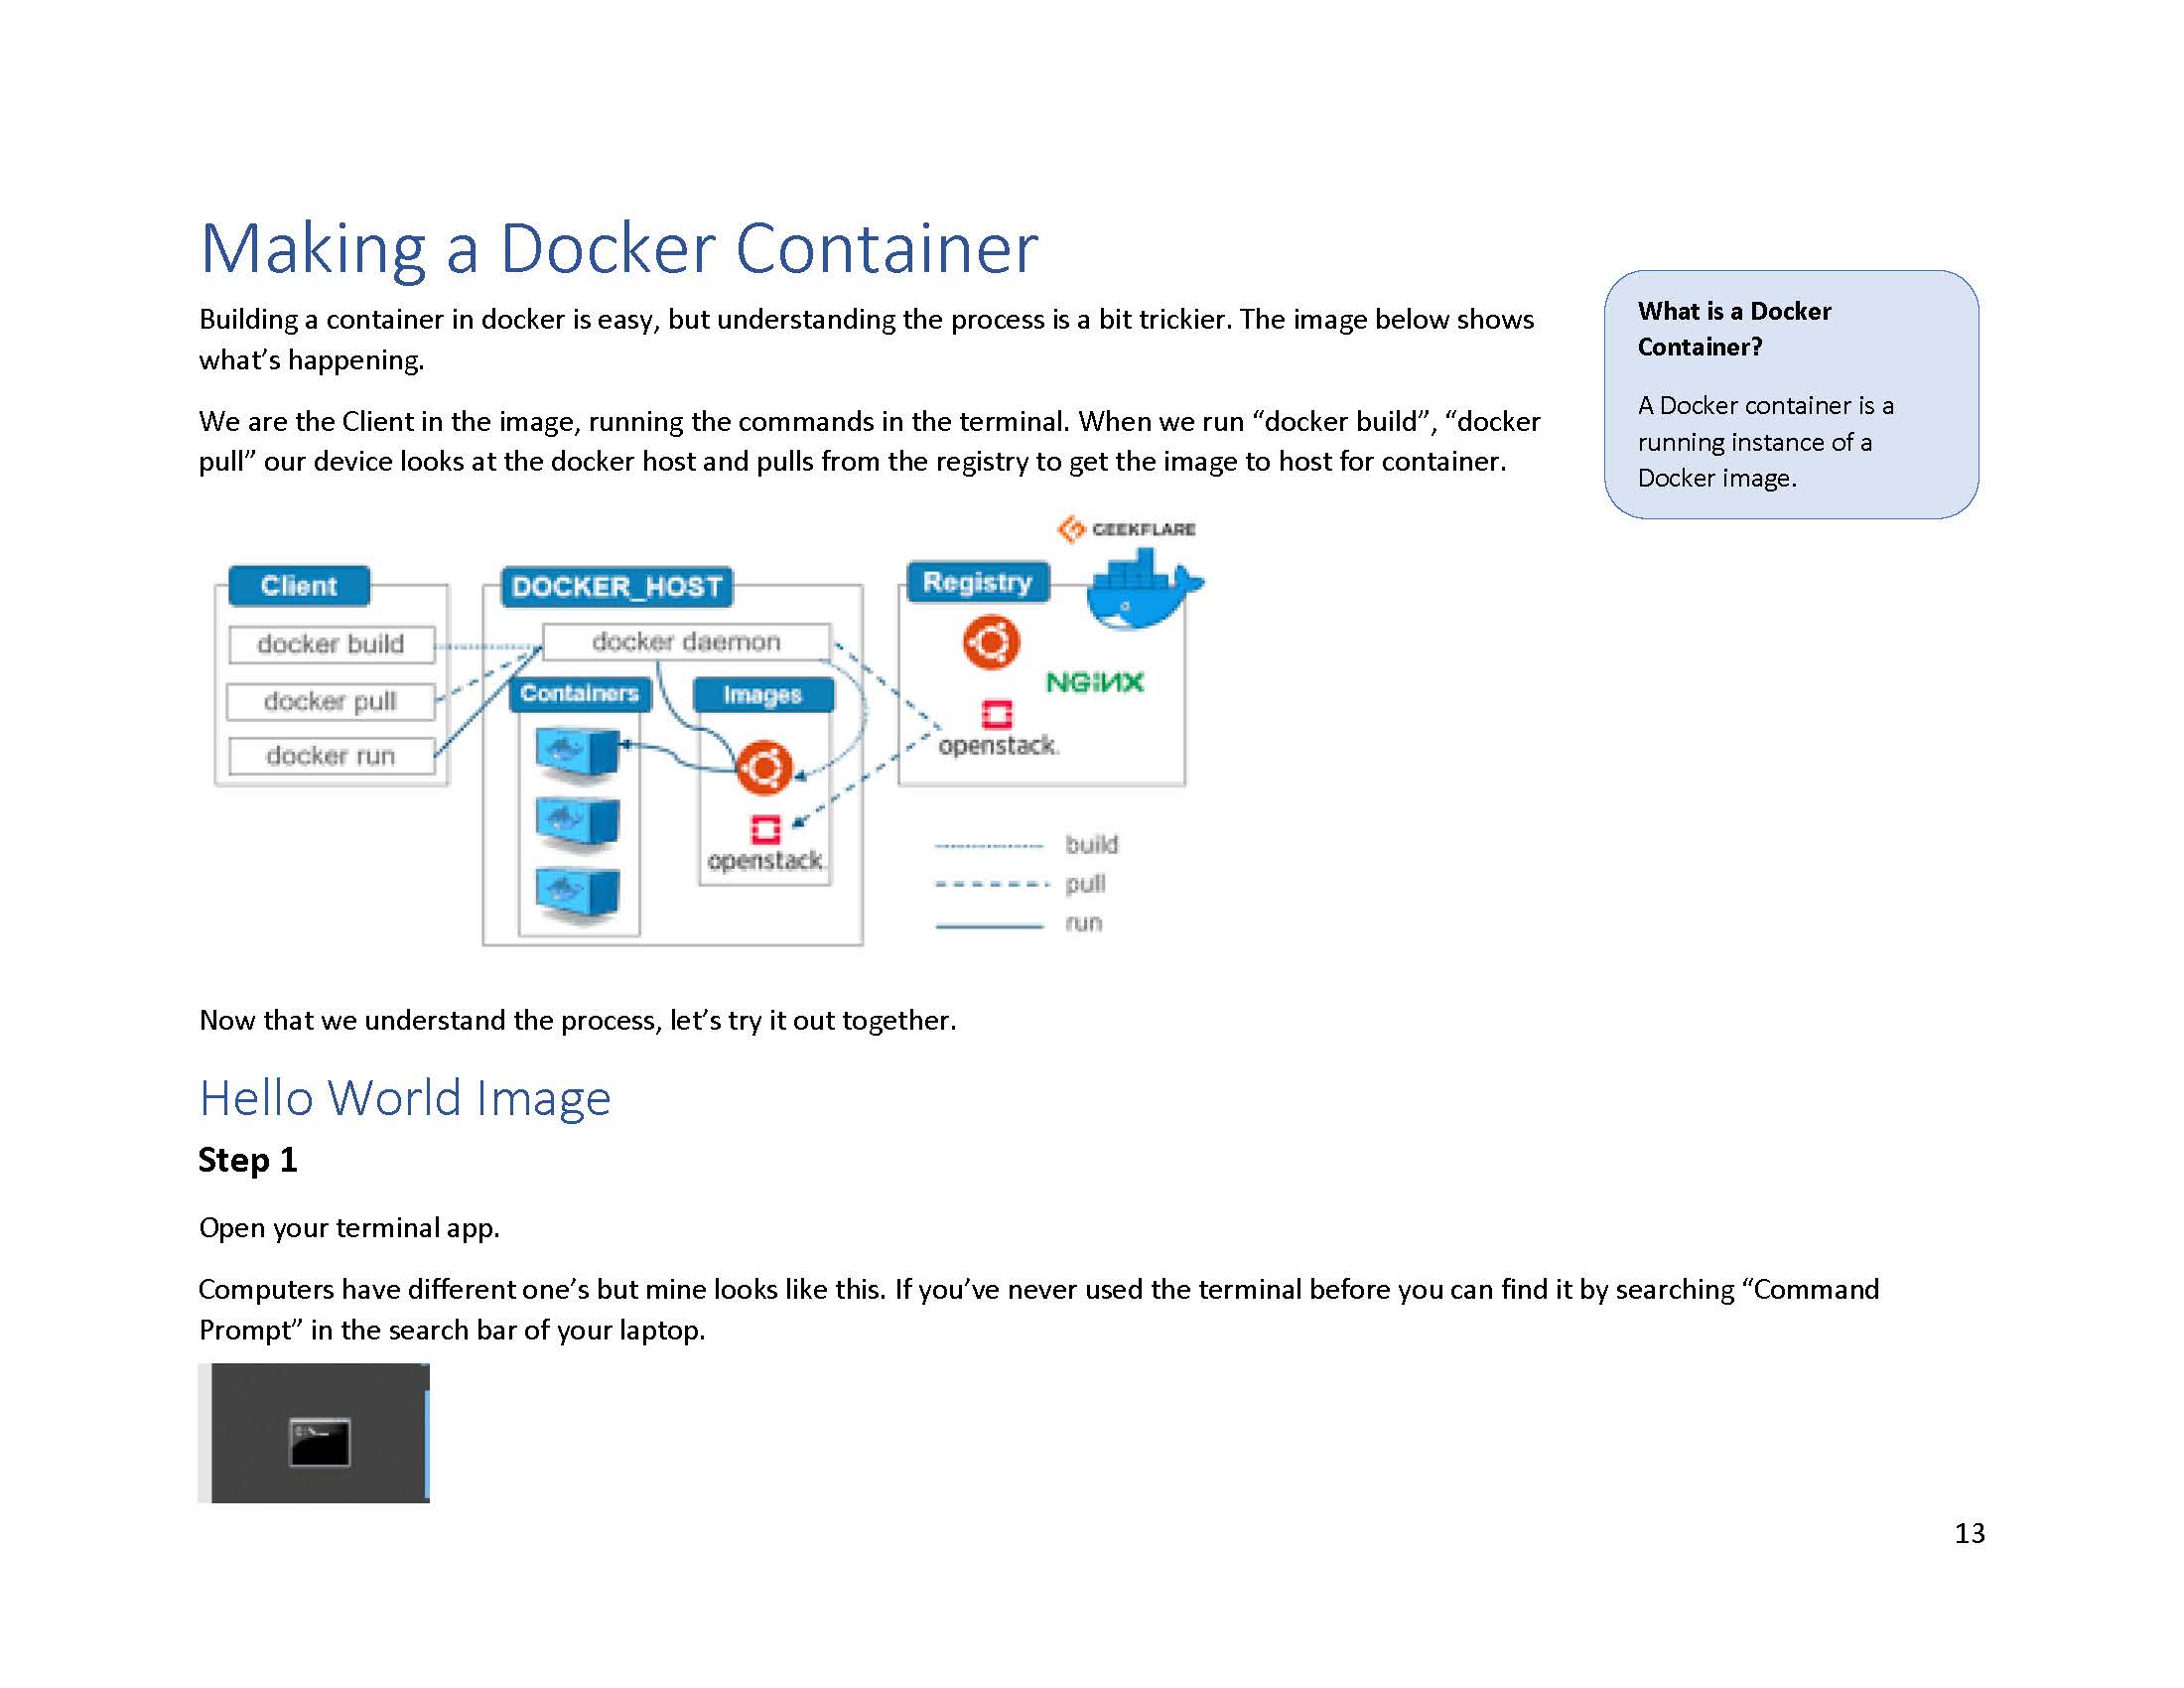 Making a Docker Container
Building a container in docker is easy, but understanding the process is a bit trickier. The image below shows
what’s happening.
We are the Client in the image, running the commands in the terminal. When we run “docker build”, “docker
pull” our device looks at the docker host and pulls from the registry to get the image to host for container.
What is a Docker
Container?
A Docker container is a
running instance of a
Docker image.
GEEKFLARE
Client
docker build
docker pull
docker run
DOCKER_HOST
docker daemon
Containers
Images
openstack.
Registry
NGINX
openstack.
build
pull
run
Now that we understand the process, let’s try it out together.
Hello World Image
Step 1
Open your terminal app.
Computers have different one’s but mine looks like this. If you’ve never used the terminal before you can find it by searching “Command
Prompt” in the search bar of your laptop.
13